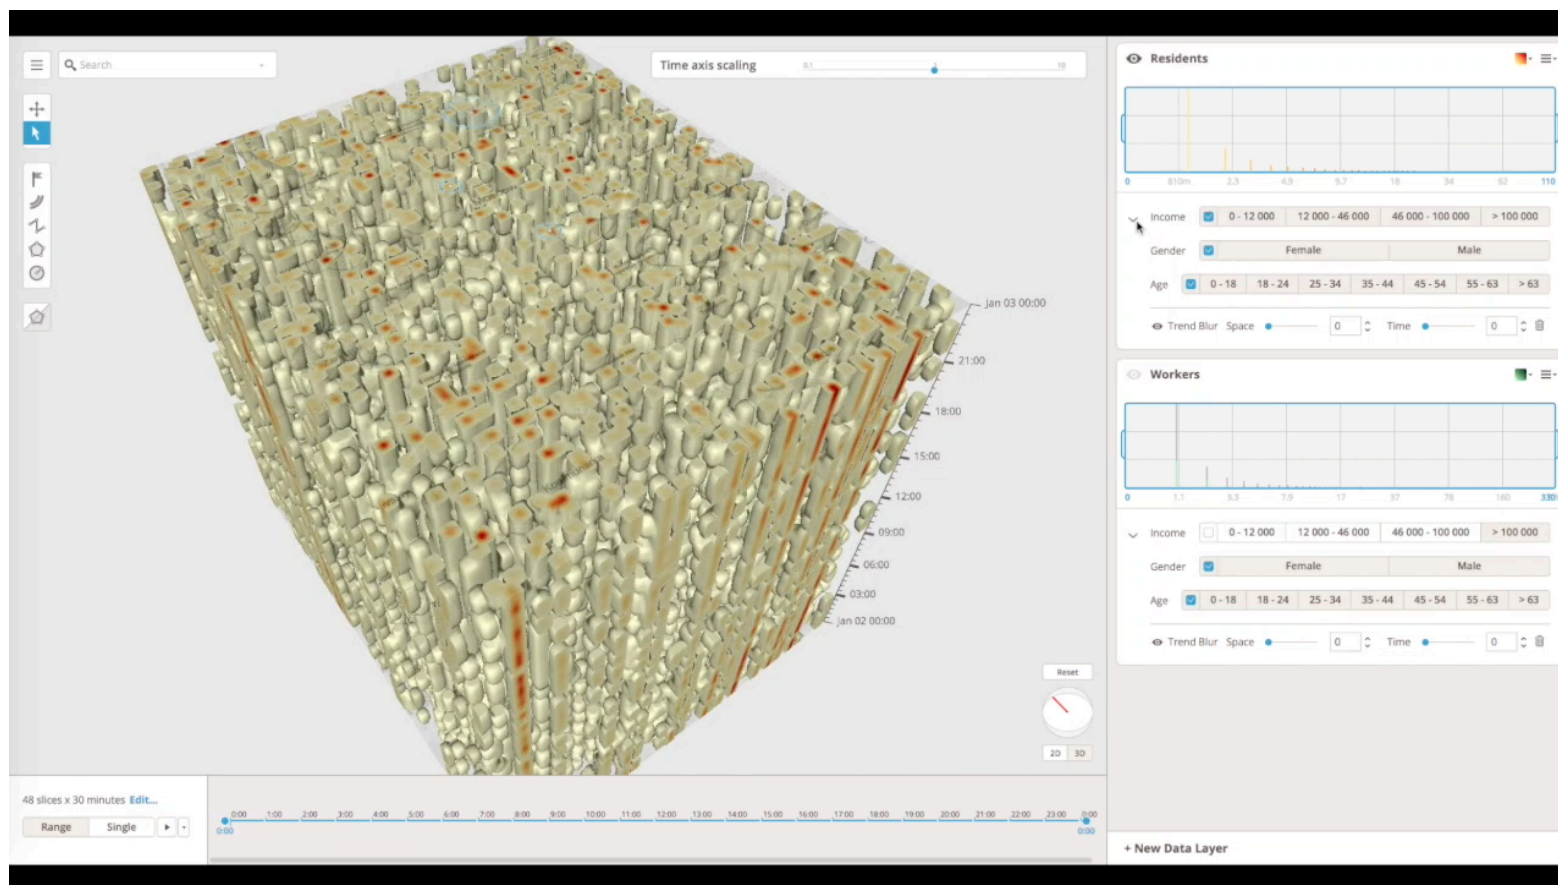 Search
Time axis scaling
0.1 1 10
Jan 03 00:00
21:00
18:00
15:00
12:00
09:00
06:00
03:00
Jan 02 00:00
Reset
2D 3D
48 slices x 30 minutes Edit...
Range Single
0:00 1:00 2:00 3:00 4:00 5:00 6:00 7:00 8:00 9:00 10:00 11:00 12:00 13:00 14:00 15:00 16:00 17:00 18:00 19:00 20:00 21:00 22:00 23:00 0:00
0:00 0:00
Residents
0 810m 2.3 4.9 9.7 18 34 62 110
Income 0 - 12 000 12 000 - 46 000 46 000 - 100 000 > 100 000
Gender Female Male
Age 0 - 18 18 - 24 25 - 34 35 - 44 45 - 54 55 - 63 > 63
Trend Blur Space 0 Time 0
Workers
0 1.1 3.3 7.9 17 37 78 160 330
Income 0 - 12 000 12 000 - 46 000 46 000 - 100 000 > 100 000
Gender Female Male
Age 0 - 18 18 - 24 25 - 34 35 - 44 45 - 54 55 - 63 > 63
Trend Blur Space 0 Time 0
+ New Data Layer